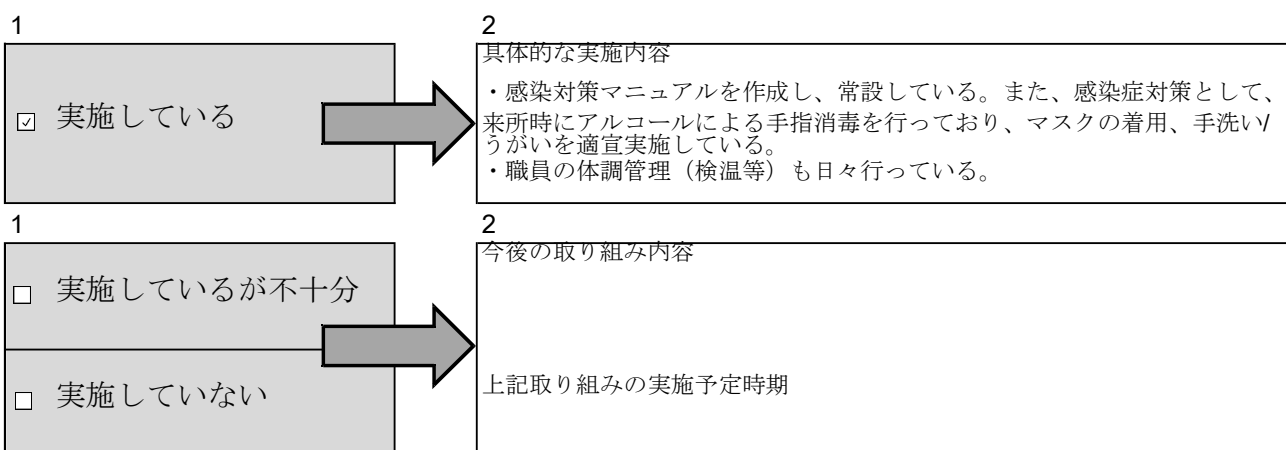 1
2
実施している
具体的な実施内容
・感染対策マニュアルを作成し、常設している。また、感染症対策として、
来所時にアルコールによる手指消毒を行っており、マスクの着用、手洗い/
うがいを適宜実施している。
・職員の体調管理（検温等）も日々行っている。
1
2
実施しているが不十分
実施していない
今後の取り組み内容
上記取り組みの実施予定時期